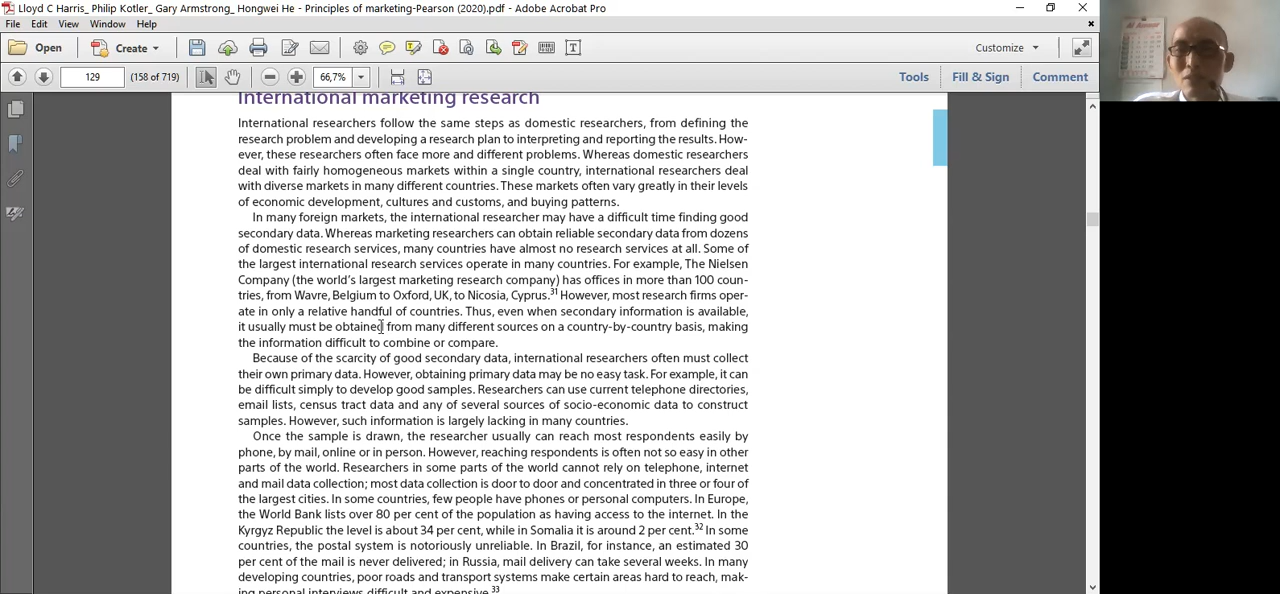 Lloyd C Harris_ Philip Kotler_ Gary Armstrong_ Hongwei He - Principles of marketing-Pearson (2020).pdf - Adobe Acrobat Pro
File Edit View Window Help
Open Create Customize
129 (158 of 719) 66,7% Tools Fill & Sign Comment
International marketing research
International researchers follow the same steps as domestic researchers, from defining the
research problem and developing a research plan to interpreting and reporting the results. How-
ever, these researchers often face more and different problems. Whereas domestic researchers
deal with fairly homogeneous markets within a single country, international researchers deal
with diverse markets in many different countries. These markets often vary greatly in their levels
of economic development, cultures and customs, and buying patterns.
In many foreign markets, the international researcher may have a difficult time finding good
secondary data. Whereas marketing researchers can obtain reliable secondary data from dozens
of domestic research services, many countries have almost no research services at all. Some of
the largest international research services operate in many countries. For example, The Nielsen
Company (the world's largest marketing research company) has offices in more than 100 coun-
tries, from Wavre, Belgium to Oxford, UK, to Nicosia, Cyprus.31 However, most research firms oper-
ate in only a relative handful of countries. Thus, even when secondary information is available,
it usually must be obtained from many different sources on a country-by-country basis, making
the information difficult to combine or compare.
Because of the scarcity of good secondary data, international researchers often must collect
their own primary data. However, obtaining primary data may be no easy task. For example, it can
be difficult simply to develop good samples. Researchers can use current telephone directories,
email lists, census tract data and any of several sources of socio-economic data to construct
samples. However, such information is largely lacking in many countries.
Once the sample is drawn, the researcher usually can reach most respondents easily by
phone, by mail, online or in person. However, reaching respondents is often not so easy in other
parts of the world. Researchers in some parts of the world cannot rely on telephone, internet
and mail data collection; most data collection is door to door and concentrated in three or four of
the largest cities. In some countries, few people have phones or personal computers. In Europe,
the World Bank lists over 80 per cent of the population as having access to the internet. In the
Kyrgyz Republic the level is about 34 per cent, while in Somalia it is around 2 per cent.32 In some
countries, the postal system is notoriously unreliable. In Brazil, for instance, an estimated 30
per cent of the mail is never delivered; in Russia, mail delivery can take several weeks. In many
developing countries, poor roads and transport systems make certain areas hard to reach, mak-
ing personal interviews difficult and expensive.33